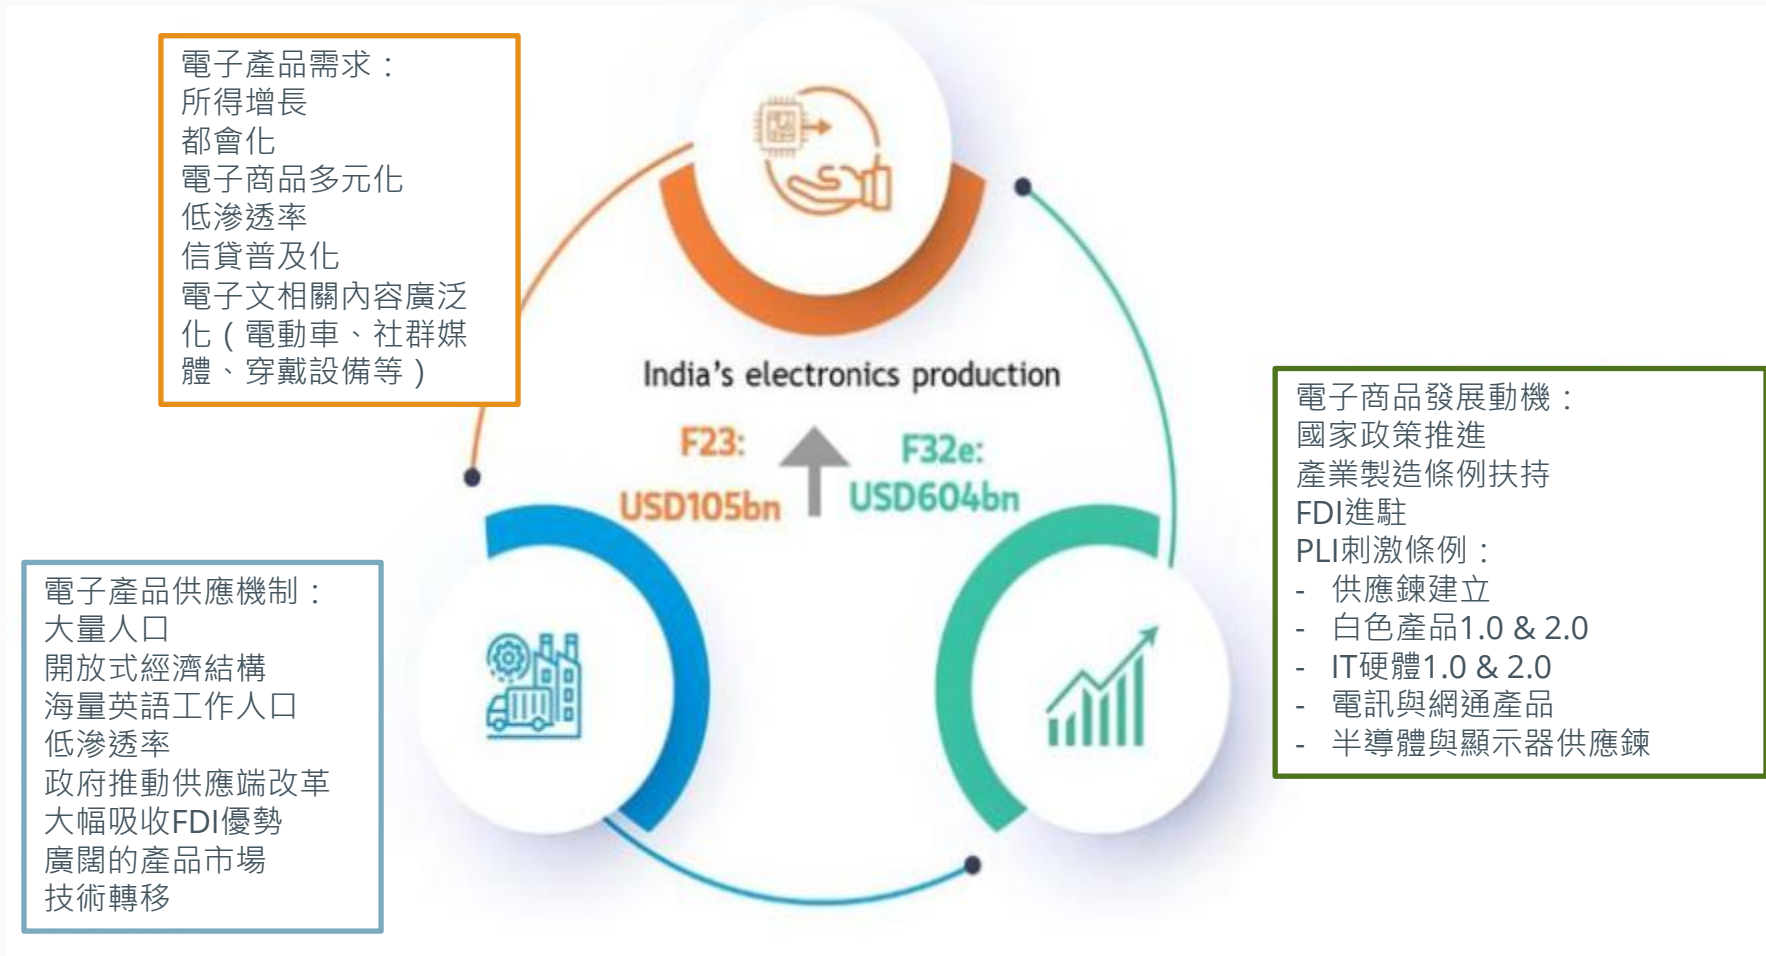 電子產品需求：
所得增長
都會化
電子商品多元化
低滲透率
信貸普及化
電子文相關內容廣泛
化（電動車、社群媒
體、穿戴設備等）
India's electronics production
F23:
USD105bn
F32e:
USD604bn
電子商品發展動機：
國家政策推進
產業製造條例扶持
FDI進駐
PLI刺激條例：
- 供應鍊建立
- 白色產品1.0 & 2.0
- IT硬體1.0 & 2.0
- 電訊與網通產品
- 半導體與顯示器供應鍊
電子產品供應機制：
大量人口
開放式經濟結構
海量英語工作人口
低滲透率
政府推動供應端改革
大幅吸收FDI優勢
廣闊的產品市場
技術轉移